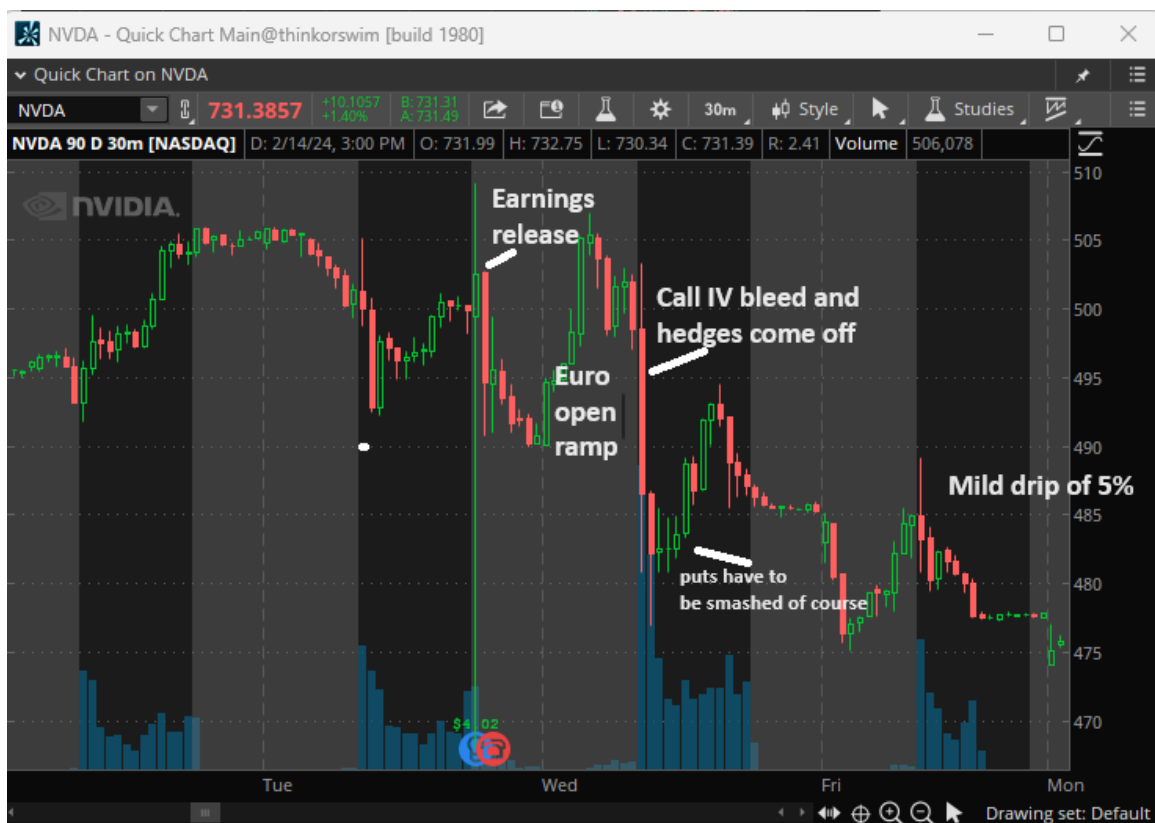 NVDA - Quick Chart Main@thinkorswim [build 1980]
Quick Chart on NVDA
NVDA 731.3857 +10.1057 +1.40% B: 731.31 A: 731.49 30m Style Studies
NVDA 90 D 30m [NASDAQ] D: 2/14/24, 3:00 PM O: 731.99 H: 732.75 L: 730.34 C: 731.39 R: 2.41 Volume 506,078
NVIDIA.
510
505
500
495
490
485
480
475
470
Earnings
release
Call IV bleed and
hedges come off
Euro
open
ramp
Mild drip of 5%
puts have to
be smashed of course
$4.02
Tue Wed Fri Mon
Drawing set: Default